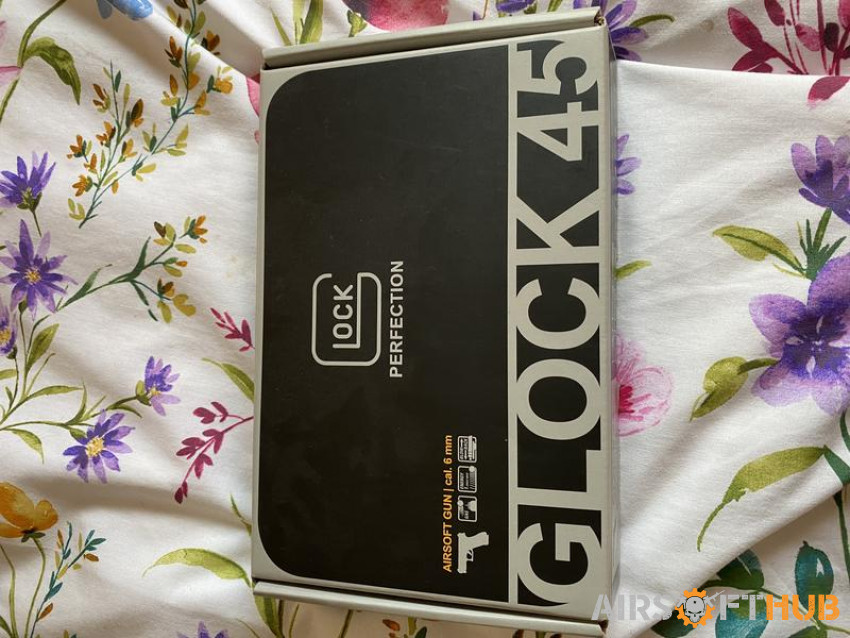 GLOCK
PERFECTION
AIRSOFT GUN | cal. 6 mm
GLOCK 45
AIRSOFTHUB